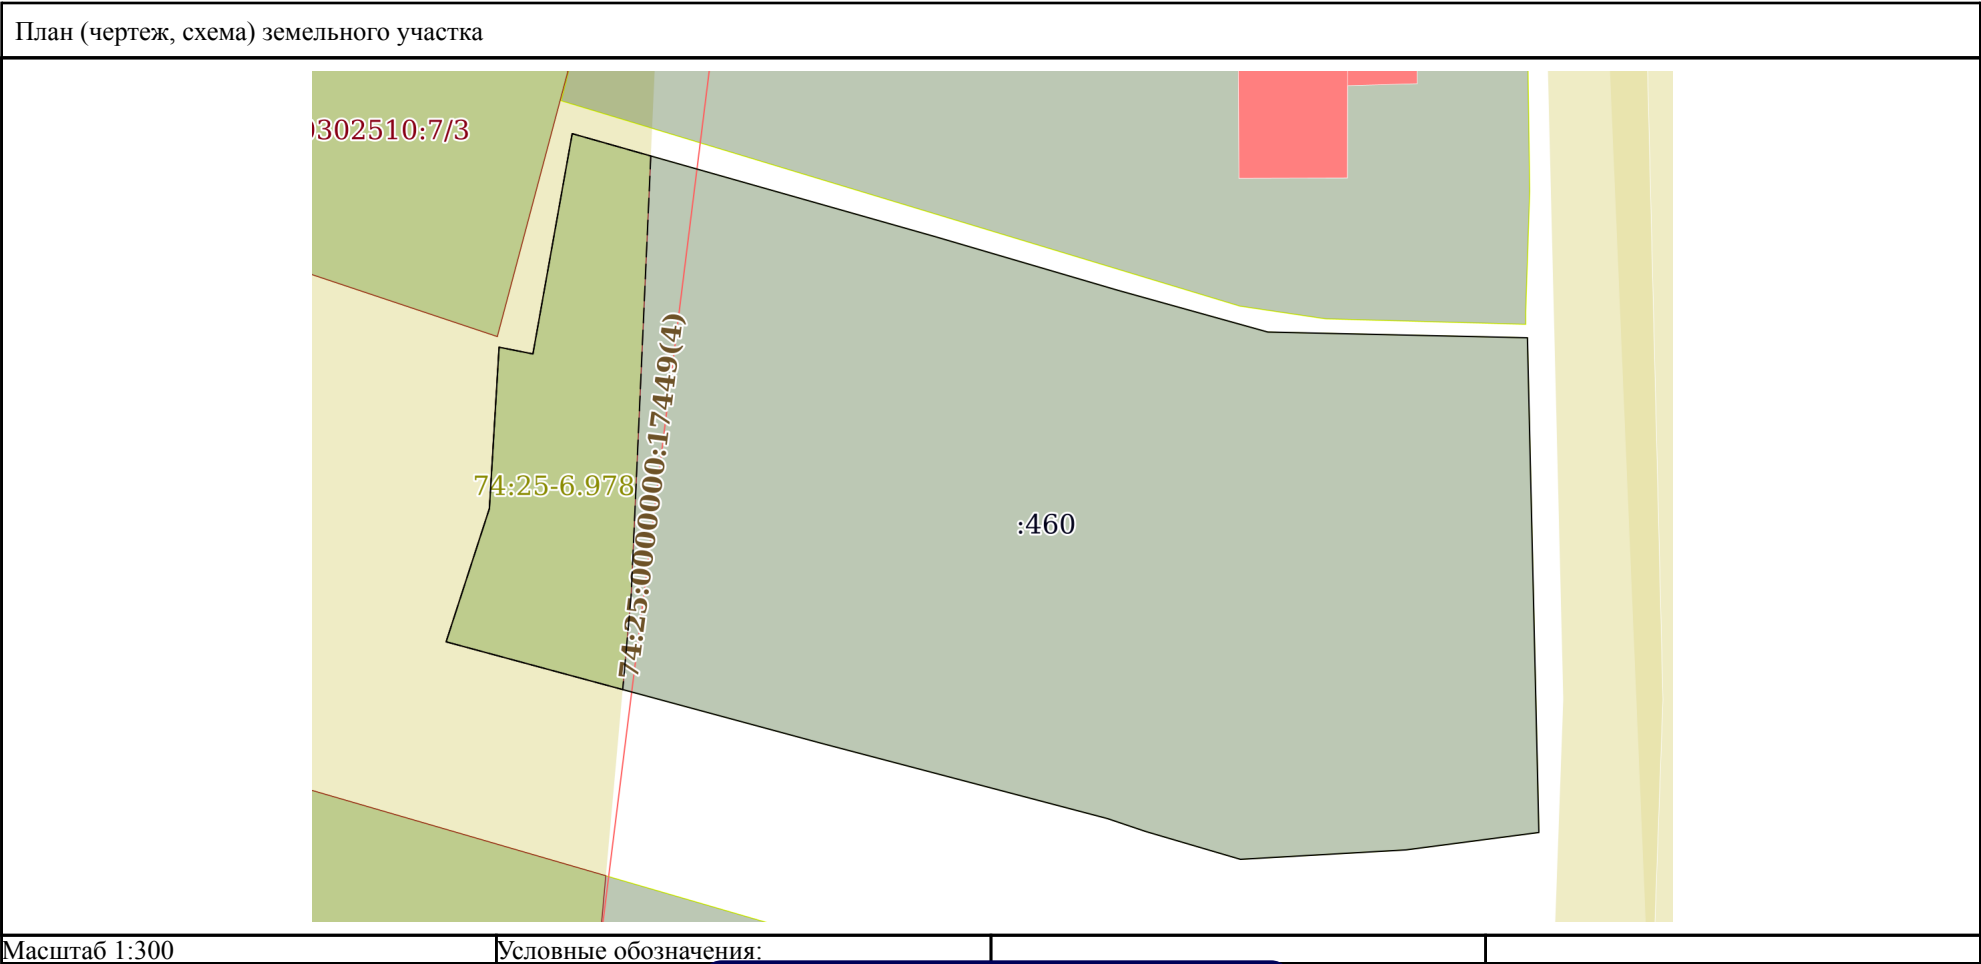 План (чертеж, схема) земельного участка
0302510:7/3
74:25-6.978
74:25:0000000:17449(4)
:460
Масштаб 1:300
Условные обозначения: